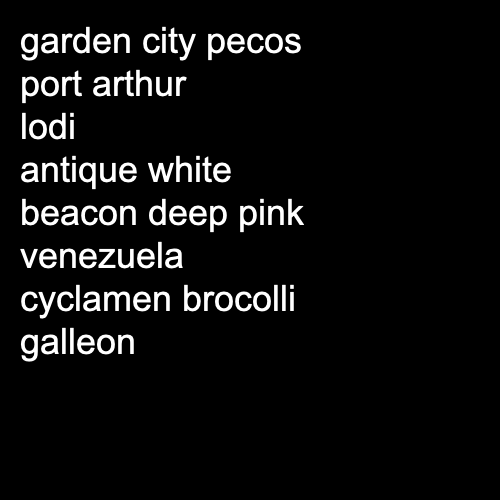 garden city pecos
port arthur
lodi
antique white
beacon deep pink
venezuela
cyclamen brocolli
galleon